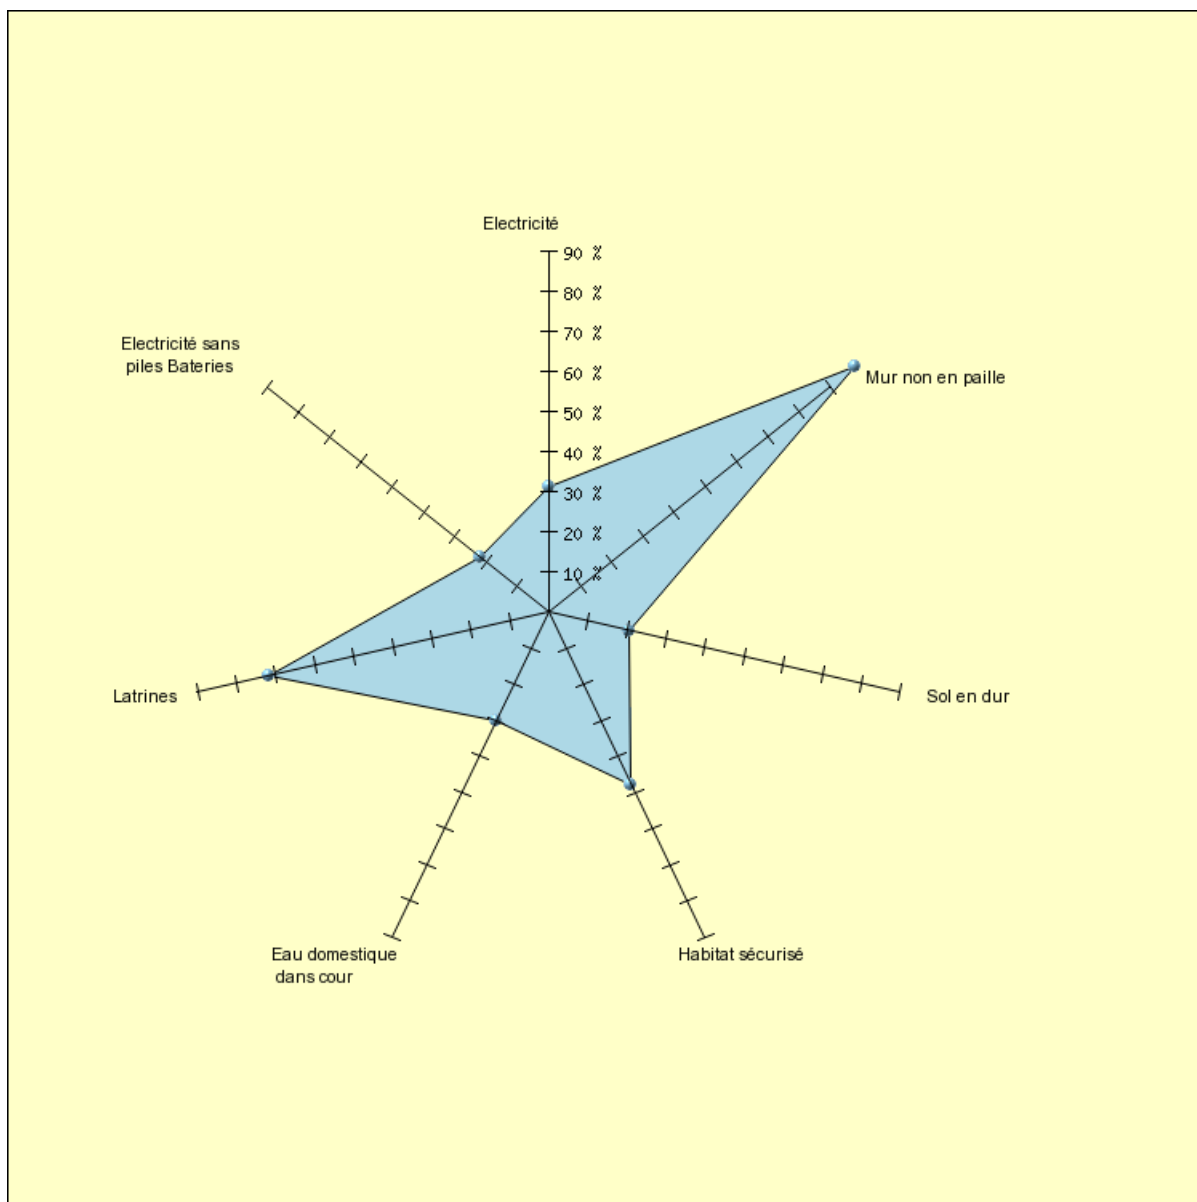 Electricité
90 %
80 %
70 %
60 %
50 %
40 %
30 %
20 %
10 %
Electricité sans
piles Bateries
Mur non en paille
Latrines
Sol en dur
Eau domestique
dans cour
Habitat sécurisé